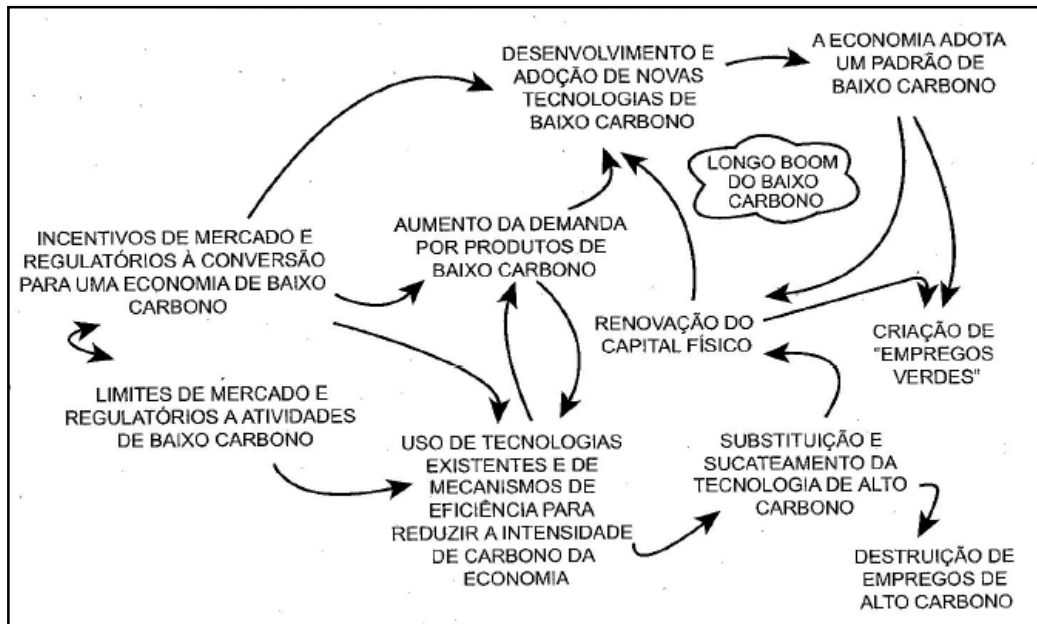 DESENVOLVIMENTO E
ADOÇÃO DE NOVAS
TECNOLOGIAS DE
BAIXO CARBONO
A ECONOMIA ADOTA
UM PADRÃO DE
BAIXO CARBONO
LONGO BOOM
DO BAIXO
CARBONO
INCENTIVOS DE MERCADO E
REGULATÓRIOS À CONVERSÃO
PARA UMA ECONOMIA DE BAIXO
CARBONO
AUMENTO DA DEMANDA
POR PRODUTOS DE
BAIXO CARBONO
RENOVAÇÃO DO
CAPITAL FÍSICO
CRIAÇÃO DE
“EMPREGOS
VERDES”
LIMITES DE MERCADO E
REGULATÓRIOS A ATIVIDADES
DE BAIXO CARBONO
USO DE TECNOLOGIAS
EXISTENTES E DE
MECANISMOS DE
EFICIÊNCIA PARA
REDUZIR A INTENSIDADE
DE CARBONO DA
ECONOMIA
SUBSTITUIÇÃO E
SUCATEAMENTO DA
TECNOLOGIA DE ALTO
CARBONO
DESTRUIÇÃO DE
EMPREGOS DE
ALTO CARBONO